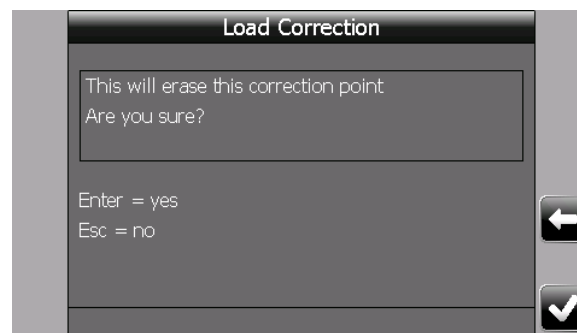 Load Correction
This will erase this correction point
Are you sure?
Enter = yes
Esc = no